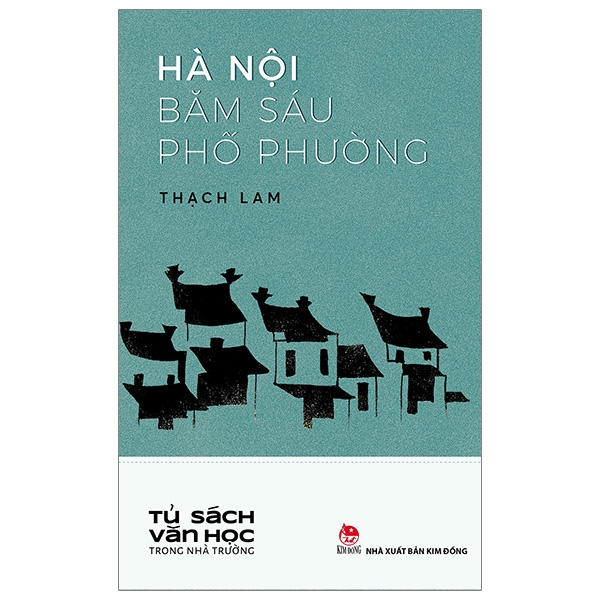 HÀ NỘI
BĂM SÁU
PHỐ PHƯỜNG
THẠCH LAM
TỦ SÁCH
VĂN HỌC
TRONG NHÀ TRƯỜNG
KIM ĐỒNG
NHÀ XUẤT BẢN KIM ĐỒNG